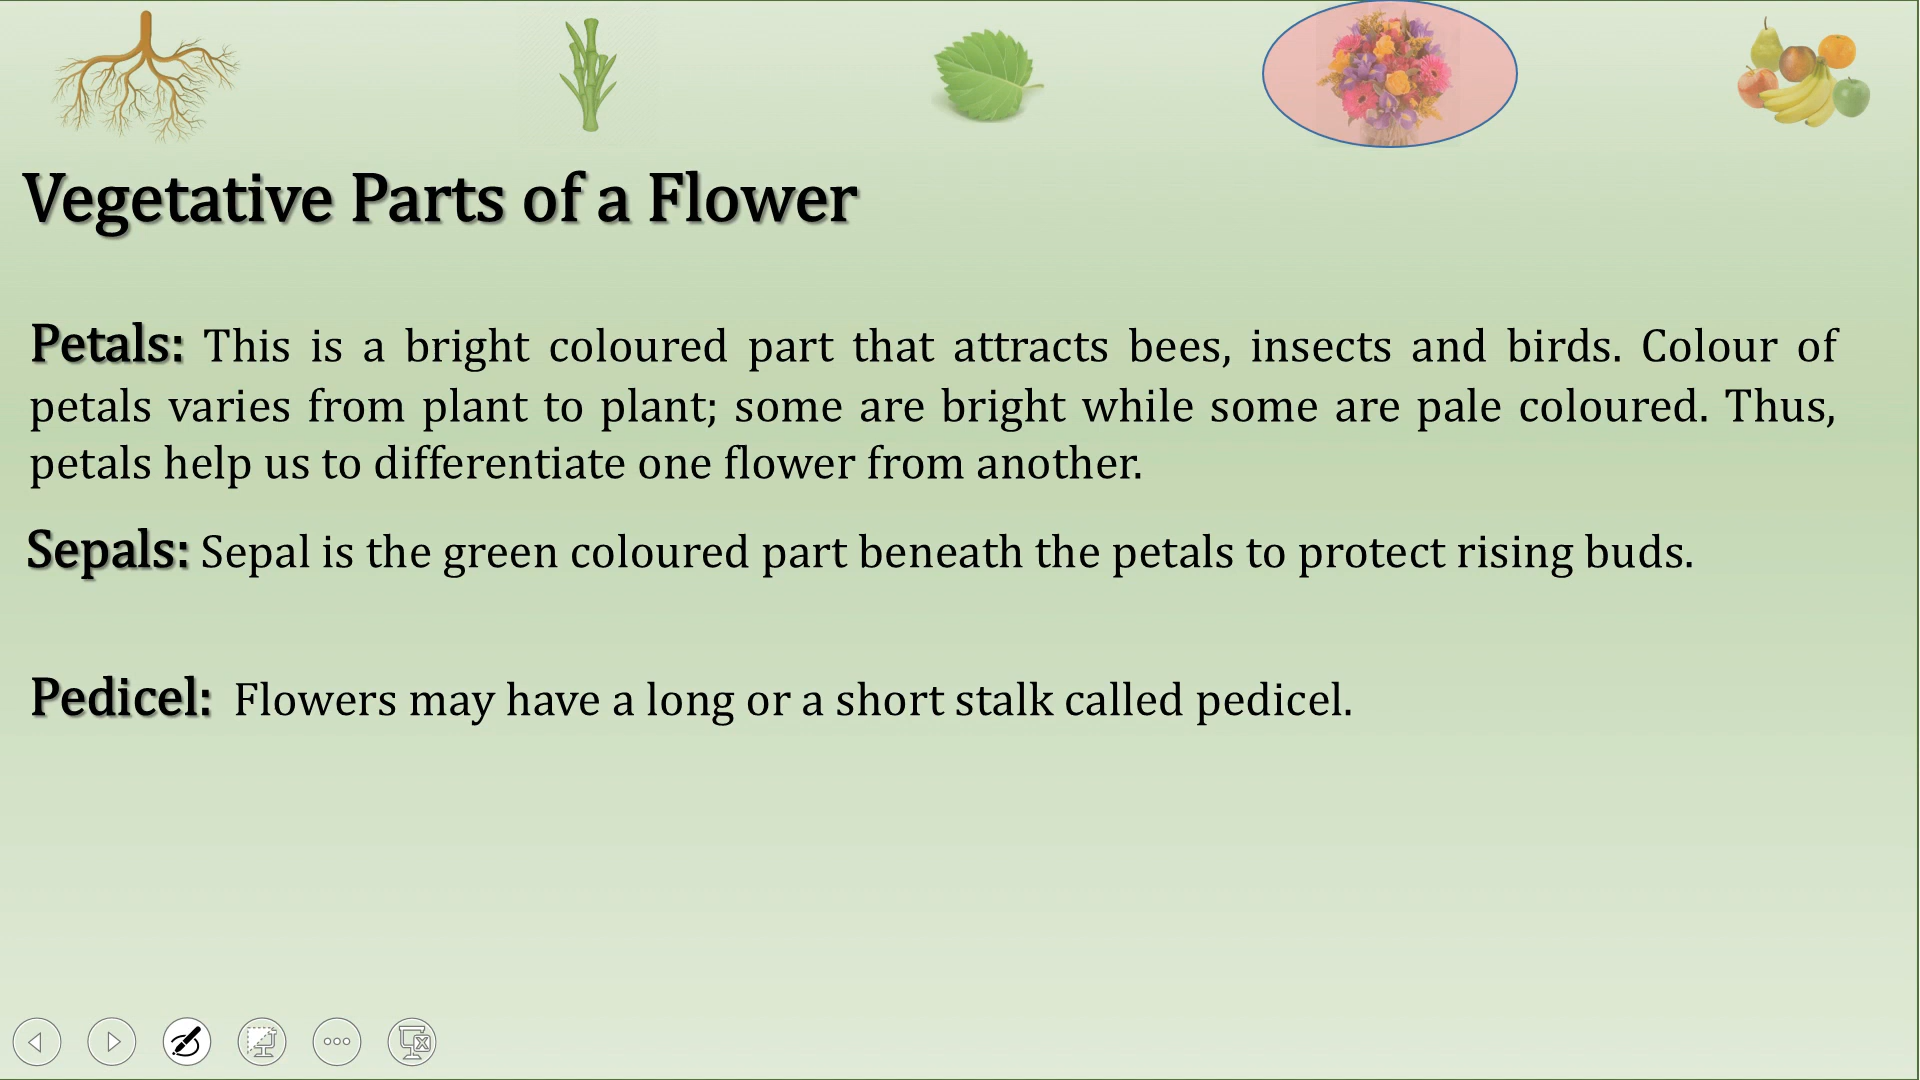 Vegetative Parts of a Flower
Petals: This is a bright coloured part that attracts bees, insects and birds. Colour of
petals varies from plant to plant; some are bright while some are pale coloured. Thus,
petals help us to differentiate one flower from another.
Sepals: Sepal is the green coloured part beneath the petals to protect rising buds.
Pedicel: Flowers may have a long or a short stalk called pedicel.